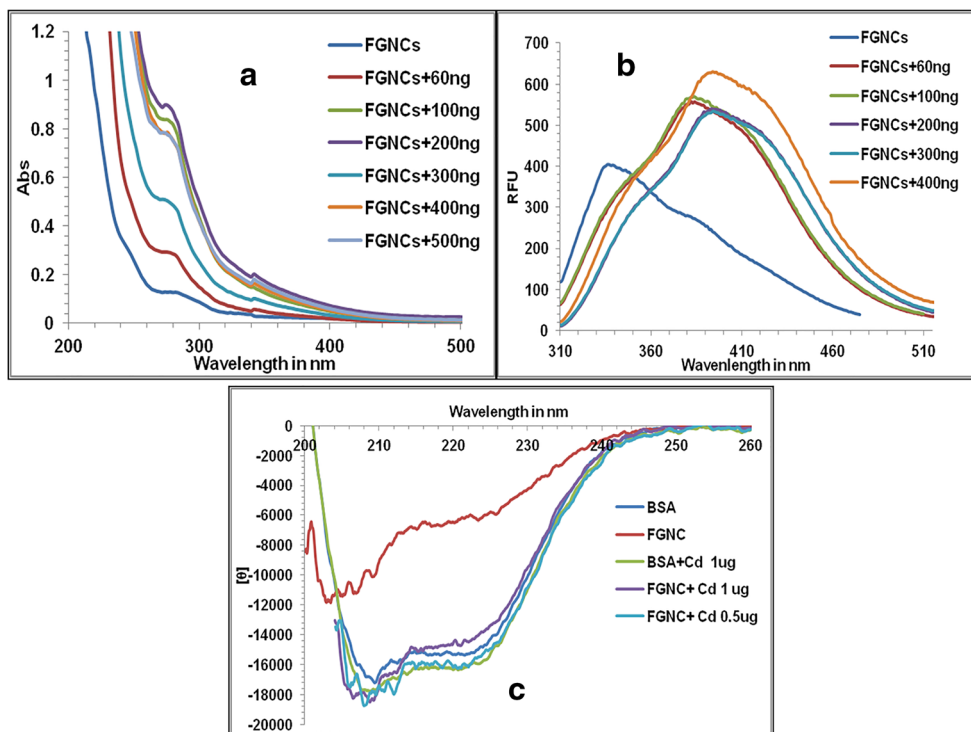 a
Abs
1.2
1
0.8
0.6
0.4
0.2
0
200
300
400
500
Wavelength in nm
FGNCs
FGNCs+60ng
FGNCs+100ng
FGNCs+200ng
FGNCs+300ng
FGNCs+400ng
FGNCs+500ng
b
RFU
700
600
500
400
300
200
100
0
310
360
410
460
510
Wavenlength in nm
FGNCs
FGNCs+60ng
FGNCs+100ng
FGNCs+200ng
FGNCs+300ng
FGNCs+400ng
Wavelength in nm
200
210
220
230
240
250
260
[θ]
0
-2000
-4000
-6000
-8000
-10000
-12000
-14000
-16000
-18000
-20000
BSA
FGNC
BSA+Cd 1ug
FGNC+ Cd 1 ug
FGNC+ Cd 0.5ug
c